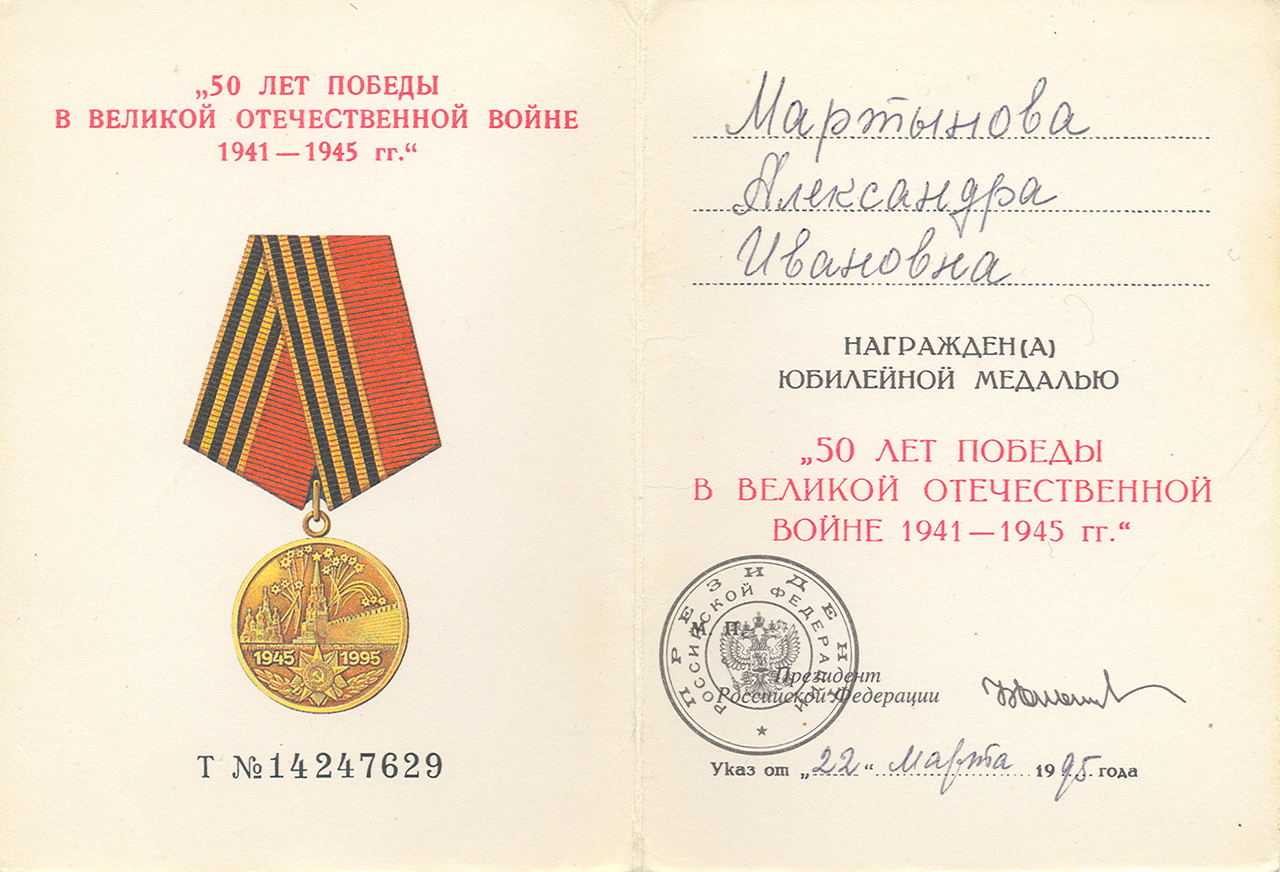 „50 ЛЕТ ПОБЕДЫ
В ВЕЛИКОЙ ОТЕЧЕСТВЕННОЙ ВОЙНЕ
1941 — 1945 гг.“
1945 1995
Т № 14247629
Мартынова
Александра
Ивановна
НАГРАЖДЕН(А)
ЮБИЛЕЙНОЙ МЕДАЛЬЮ
„50 ЛЕТ ПОБЕДЫ
В ВЕЛИКОЙ ОТЕЧЕСТВЕННОЙ
ВОЙНЕ 1941 — 1945 гг.“
ПРЕЗИДЕНТ
РОССИЙСКОЙ ФЕДЕРАЦИИ
М. П.
Президент
Российской Федерации
Указ от „22“ марта 1995 года